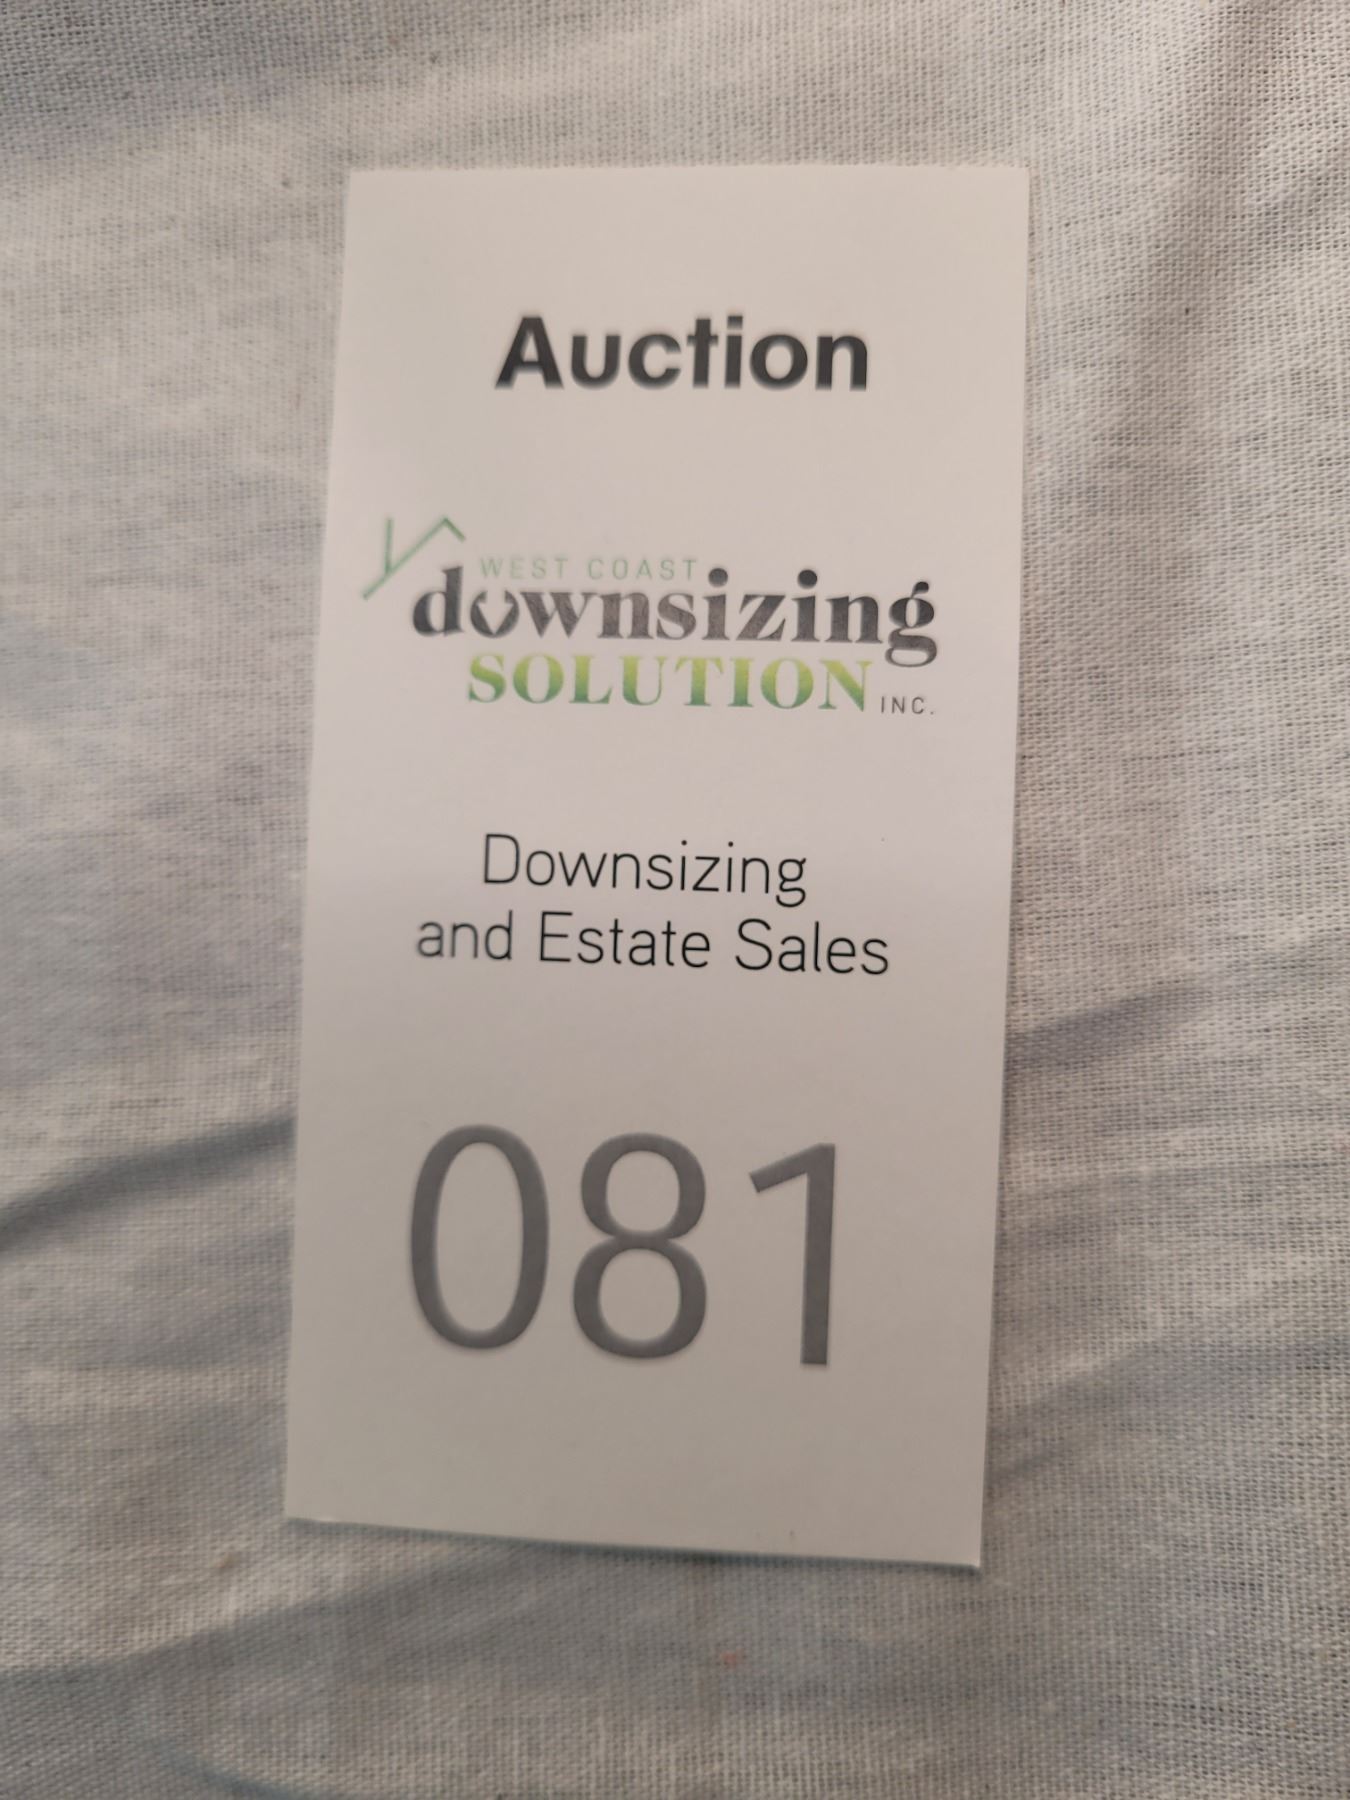 Auction
WEST COAST
downsizing
SOLUTION INC.
Downsizing
and Estate Sales
081